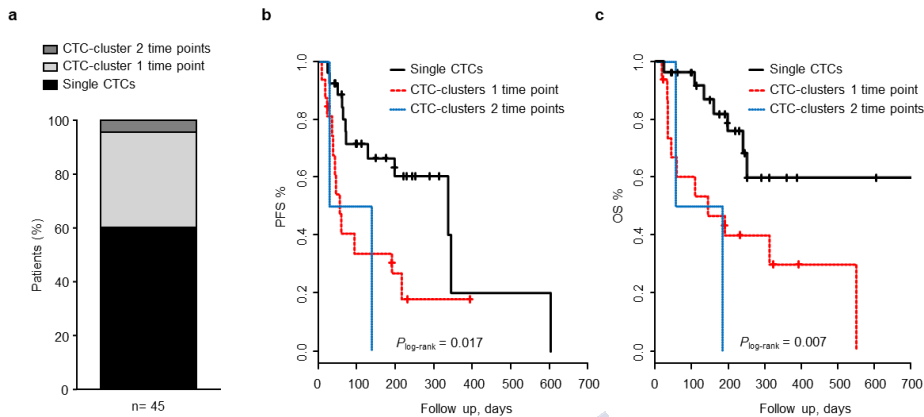 a
CTC-cluster 2 time points
CTC-cluster 1 time point
Single CTCs
100
80
60
40
20
0
Patients (%)
n= 45
b
Single CTCs
CTC-clusters 1 time point
CTC-clusters 2 time points
1.0
0.8
0.6
0.4
0.2
0.0
PFS %
P log-rank = 0.017
0 100 200 300 400 500 600 700
Follow up, days
c
Single CTCs
CTC-clusters 1 time point
CTC-clusters 2 time points
1.0
0.8
0.6
0.4
0.2
0.0
OS %
P log-rank = 0.007
0 100 200 300 400 500 600 700
Follow up, days